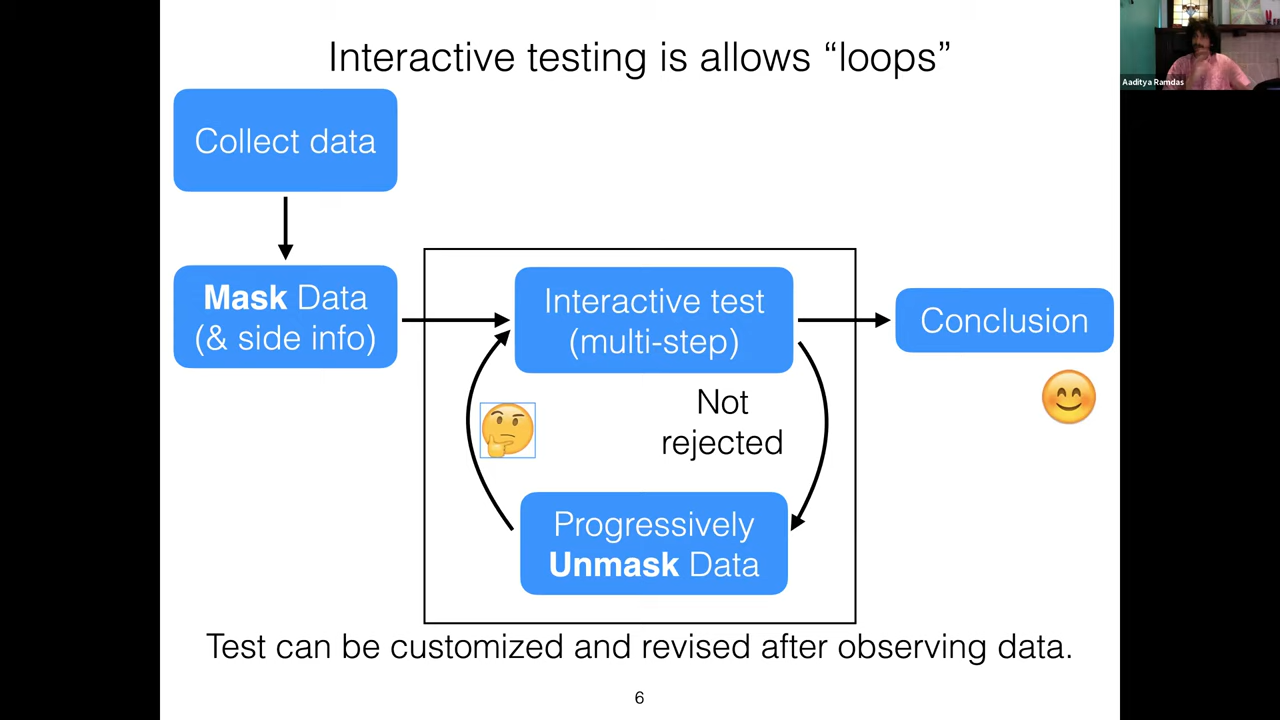 Interactive testing is allows “loops”
Aaditya Ramdas
Collect data
Mask Data
(& side info)
Interactive test
(multi-step)
Conclusion
Not
rejected
Progressively
Unmask Data
Test can be customized and revised after observing data.
6